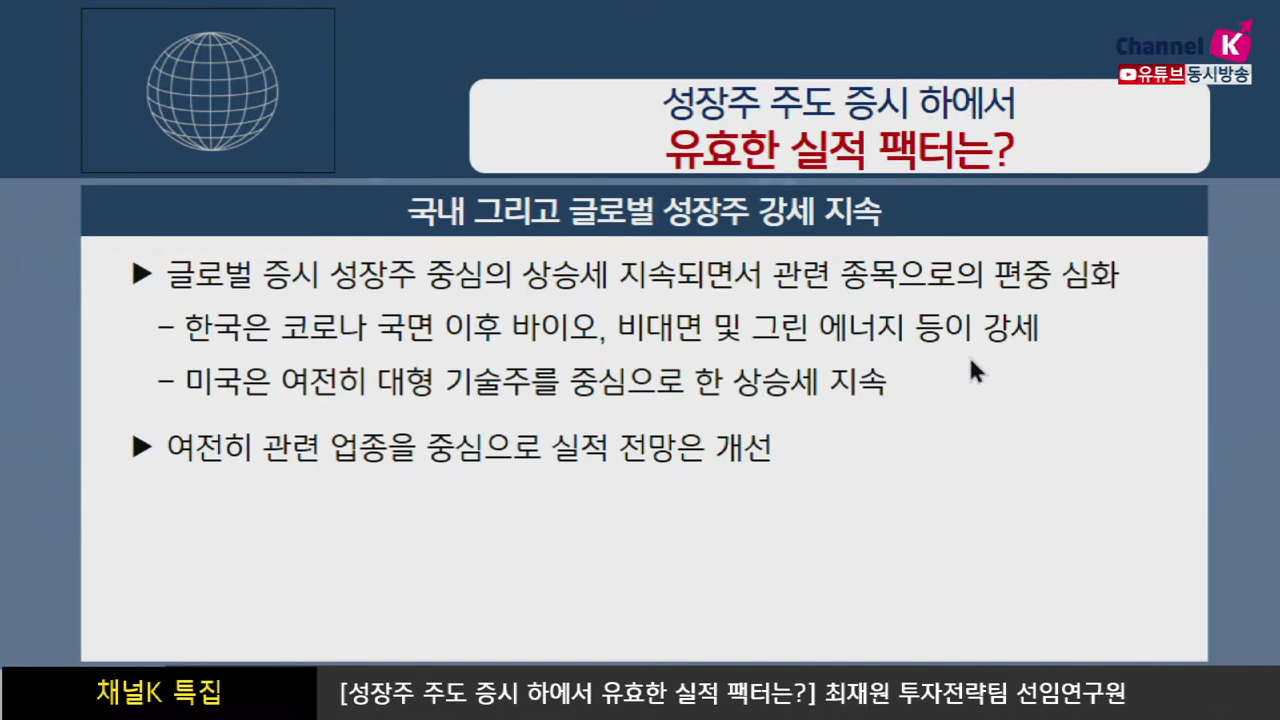 Channel K
유튜브동시방송
성장주 주도 증시 하에서
유효한 실적 팩터는?
국내 그리고 글로벌 성장주 강세 지속
▶ 글로벌 증시 성장주 중심의 상승세 지속되면서 관련 종목으로의 편중 심화
– 한국은 코로나 국면 이후 바이오, 비대면 및 그린 에너지 등이 강세
– 미국은 여전히 대형 기술주를 중심으로 한 상승세 지속
▶ 여전히 관련 업종을 중심으로 실적 전망은 개선
채널K 특집
[성장주 주도 증시 하에서 유효한 실적 팩터는?] 최재원 투자전략팀 선임연구원